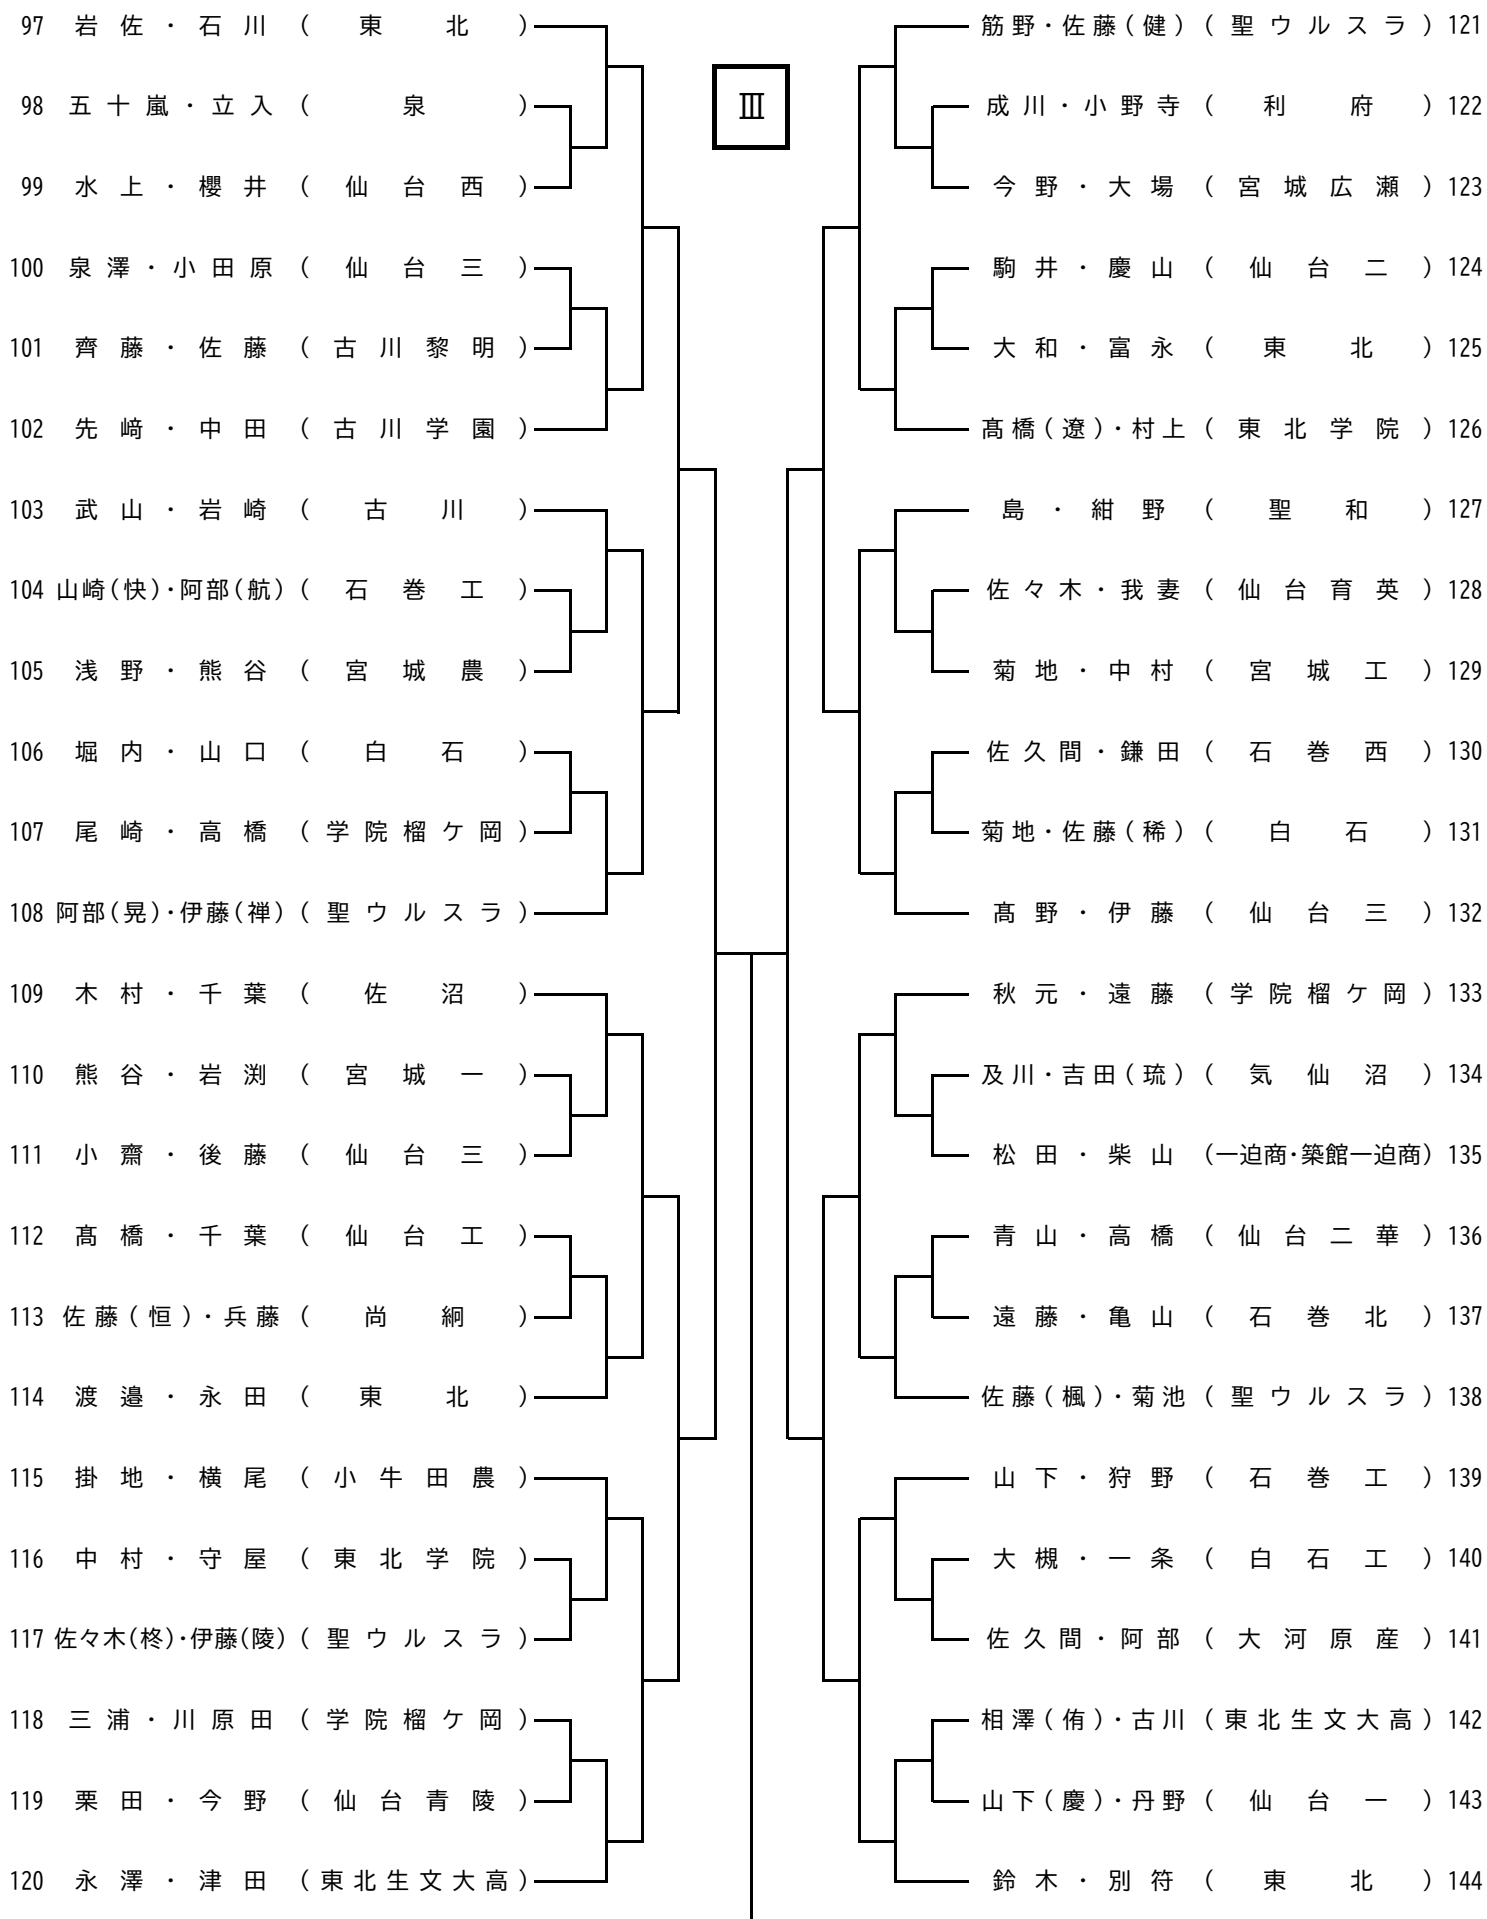 97 岩佐・石川 (東北)
98 五十嵐・立入 (泉)
99 水上・櫻井 (仙台西)
100 泉澤・小田原 (仙台三)
101 齊藤・佐藤 (古川黎明)
102 先﨑・中田 (古川学園)
103 武山・岩崎 (古川)
104 山崎(快)・阿部(航) (石巻工)
105 浅野・熊谷 (宮城農)
106 堀内・山口 (白石)
107 尾崎・高橋 (学院榴ケ岡)
108 阿部(晃)・伊藤(禅) (聖ウルスラ)
109 木村・千葉 (佐沼)
110 熊谷・岩渕 (宮城一)
111 小齋・後藤 (仙台三)
112 髙橋・千葉 (仙台工)
113 佐藤(恒)・兵藤 (尚絅)
114 渡邉・永田 (東北)
115 掛地・横尾 (小牛田農)
116 中村・守屋 (東北学院)
117 佐々木(柊)・伊藤(陵) (聖ウルスラ)
118 三浦・川原田 (学院榴ケ岡)
119 栗田・今野 (仙台青陵)
120 永澤・津田 (東北生文大高)
Ⅲ
筋野・佐藤(健) (聖ウルスラ) 121
成川・小野寺 (利府) 122
今野・大場 (宮城広瀬) 123
駒井・慶山 (仙台二) 124
大和・富永 (東北) 125
髙橋(遼)・村上 (東北学院) 126
島・紺野 (聖和) 127
佐々木・我妻 (仙台育英) 128
菊地・中村 (宮城工) 129
佐久間・鎌田 (石巻西) 130
菊地・佐藤(稀) (白石) 131
髙野・伊藤 (仙台三) 132
秋元・遠藤 (学院榴ケ岡) 133
及川・吉田(琉) (気仙沼) 134
松田・柴山 (一迫商・築館一迫商) 135
青山・高橋 (仙台二華) 136
遠藤・亀山 (石巻北) 137
佐藤(楓)・菊池 (聖ウルスラ) 138
山下・狩野 (石巻工) 139
大槻・一条 (白石工) 140
佐久間・阿部 (大河原産) 141
相澤(侑)・古川 (東北生文大高) 142
山下(慶)・丹野 (仙台一) 143
鈴木・別符 (東北) 144